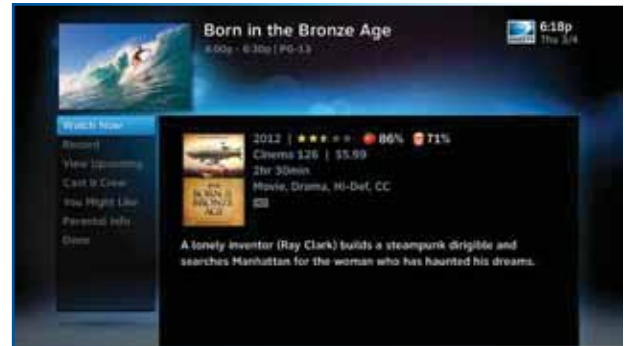 Born in the Bronze Age
6:00p - 6:30p | PG-13
6:18p
Thu 3/4
Watch Now
Record
View Upcoming
Cast & Crew
You Might Like
Parental Info
Done
2012 |
86%
71%
Cinema 126 | $5.99
2hr 30min
Movie, Drama, Hi-Def, CC
BORN IN
BRONZE
AGE
A lonely inventor (Ray Clark) builds a steampunk dirigible and
searches Manhattan for the woman who has haunted his dreams.